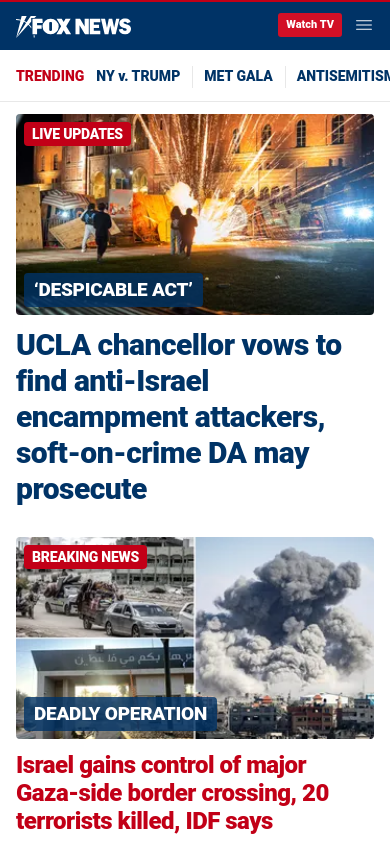 FOX NEWS
Watch TV
TRENDING NY v. TRUMP MET GALA ANTISEMITISM
LIVE UPDATES
‘DESPICABLE ACT’
UCLA chancellor vows to
find anti-Israel
encampment attackers,
soft-on-crime DA may
prosecute
BREAKING NEWS
DEADLY OPERATION
Israel gains control of major
Gaza-side border crossing, 20
terrorists killed, IDF says